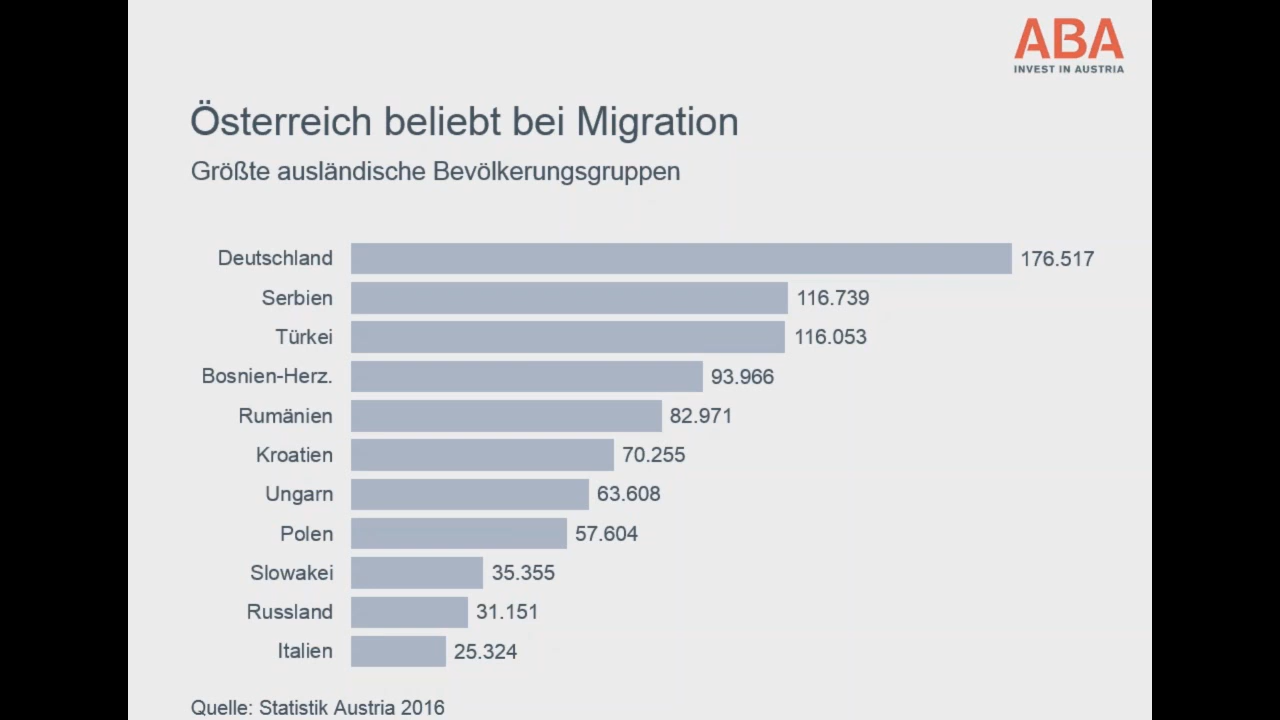 ABA
INVEST IN AUSTRIA
Österreich beliebt bei Migration
Größte ausländische Bevölkerungsgruppen
Deutschland 176.517
Serbien 116.739
Türkei 116.053
Bosnien-Herz. 93.966
Rumänien 82.971
Kroatien 70.255
Ungarn 63.608
Polen 57.604
Slowakei 35.355
Russland 31.151
Italien 25.324
Quelle: Statistik Austria 2016